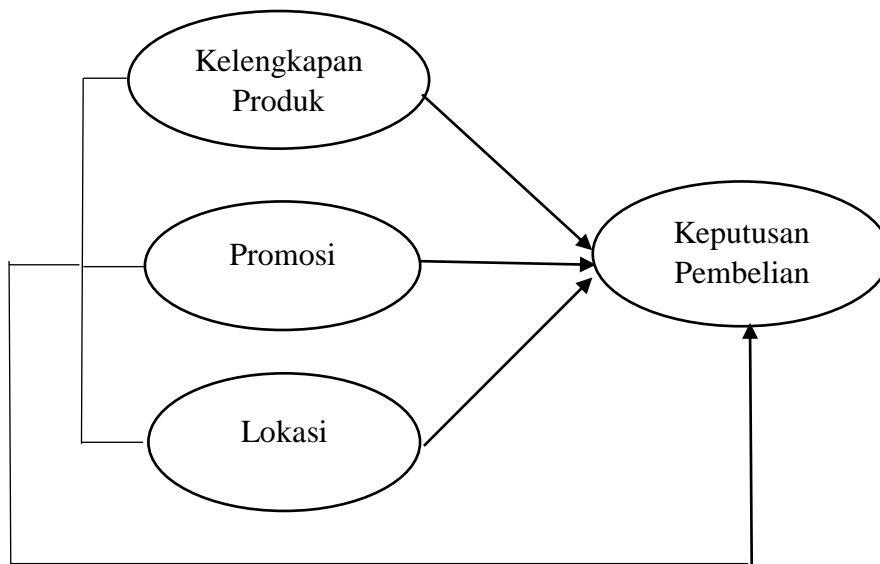 Kelengkapan
Produk
Promosi
Lokasi
Keputusan
Pembelian